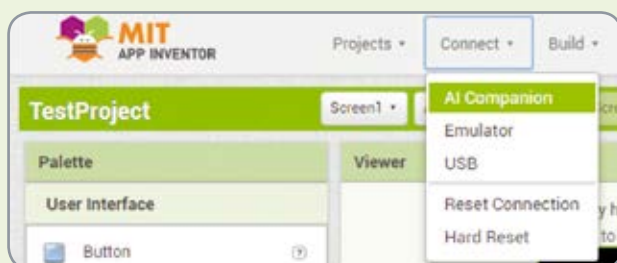 MIT
APP INVENTOR
Projects
Connect
Build
TestProject
Screen1
AI Companion
Emulator
USB
Reset Connection
Hard Reset
Palette
Viewer
User Interface
Button
to